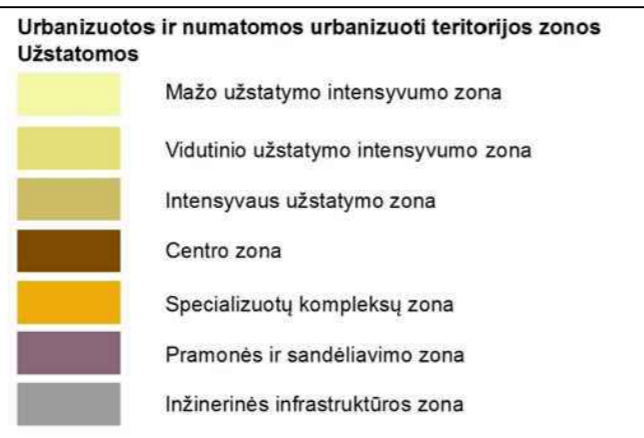 Urbanizuotos ir numatomos urbanizuoti teritorijos zonos
Užstatomos
Mažo užstatymo intensyvumo zona
Vidutinio užstatymo intensyvumo zona
Intensyvaus užstatymo zona
Centro zona
Specializuotų kompleksų zona
Pramonės ir sandėliavimo zona
Inžinerinės infrastruktūros zona